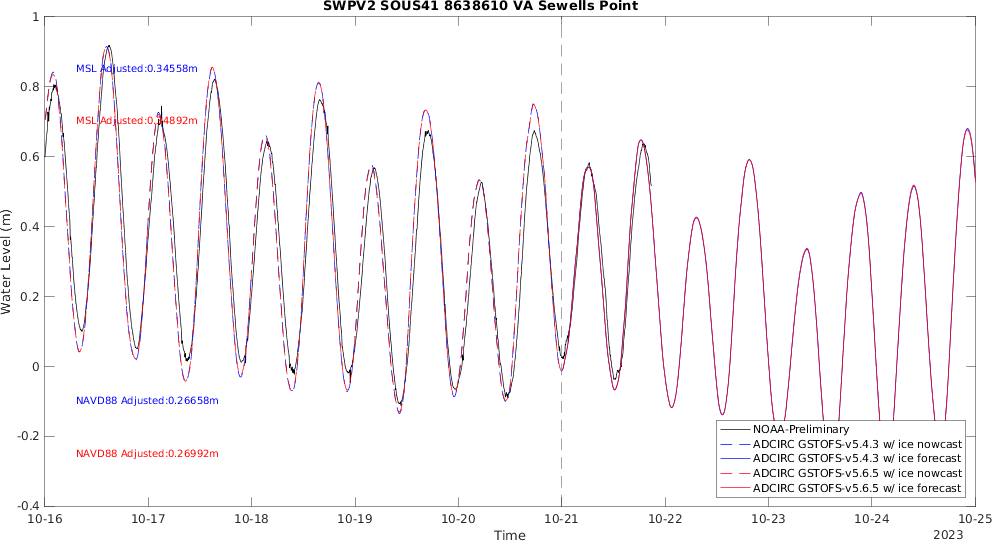 SWPV2 SOUS41 8638610 VA Sewells Point
1
0.8
0.6
0.4
0.2
0
-0.2
-0.4
Water Level (m)
MSL Adjusted:0.34558m
MSL Adjusted:0.34892m
NAVD88 Adjusted:0.26658m
NAVD88 Adjusted:0.26992m
NOAA-Preliminary
ADCIRC GSTOFS-v5.4.3 w/ ice nowcast
ADCIRC GSTOFS-v5.4.3 w/ ice forecast
ADCIRC GSTOFS-v5.6.5 w/ ice nowcast
ADCIRC GSTOFS-v5.6.5 w/ ice forecast
10-16 10-17 10-18 10-19 10-20 10-21 10-22 10-23 10-24 10-25
Time
2023